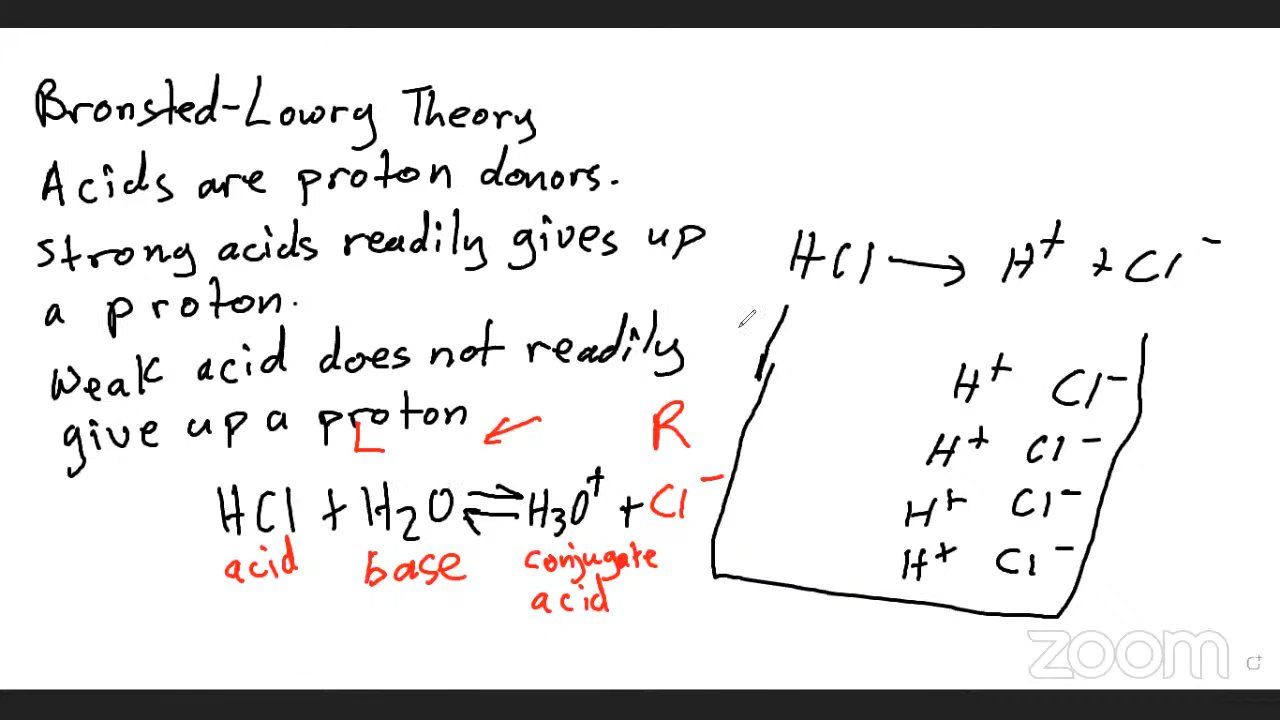 Bronsted-Lowry Theory
Acids are proton donors.
Strong acids readily gives up
a proton.
Weak acid does not readily
give up a proton
L R
HCl + H₂O ⇌ H₃O⁺ + Cl⁻
acid base conjugate
acid
HCl → H⁺ + Cl⁻
H⁺ Cl⁻
H⁺ Cl⁻
H⁺ Cl⁻
H⁺ Cl⁻
zoom